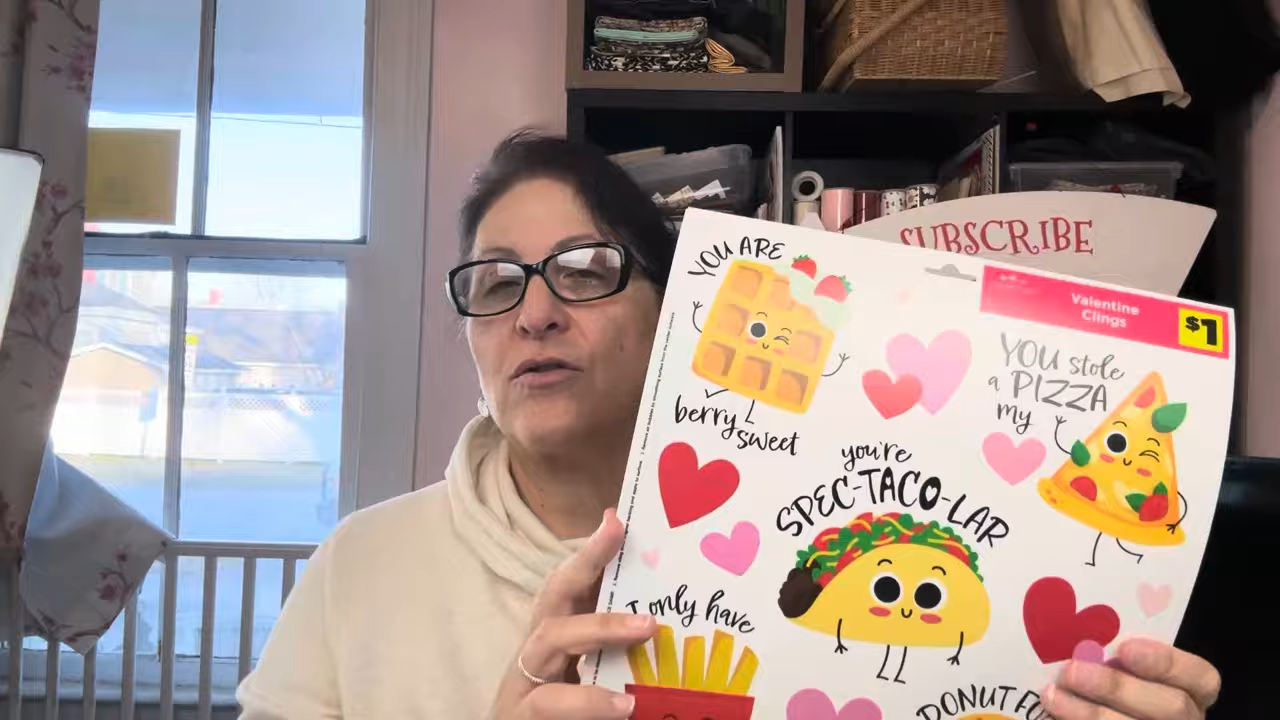 SUBSCRIBE
Valentine
Clings
$1
YOU ARE
berry
sweet
YOU stole
a PIZZA
my
you're
SPEC-TACO-LAR
I only have
DONUT FO